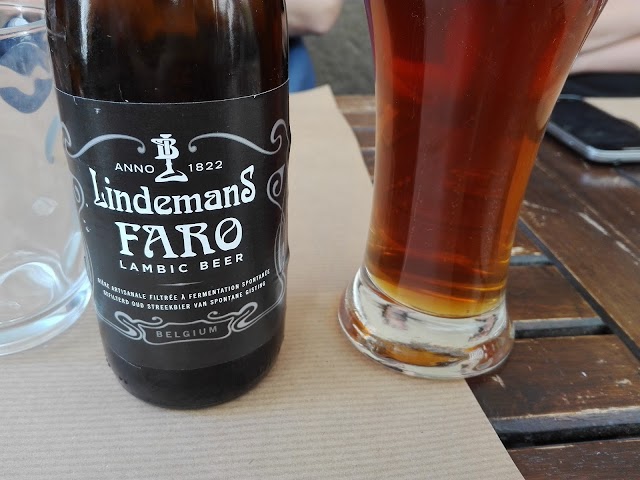 ANNO 1822
LindemanS
FARO
LAMBIC BEER
BIÈRE ARTISANALE FILTRÉE À FERMENTATION SPONTANÉE
GEFILTERD OUD STREEKBIER VAN SPONTANE GISTING
BELGIUM